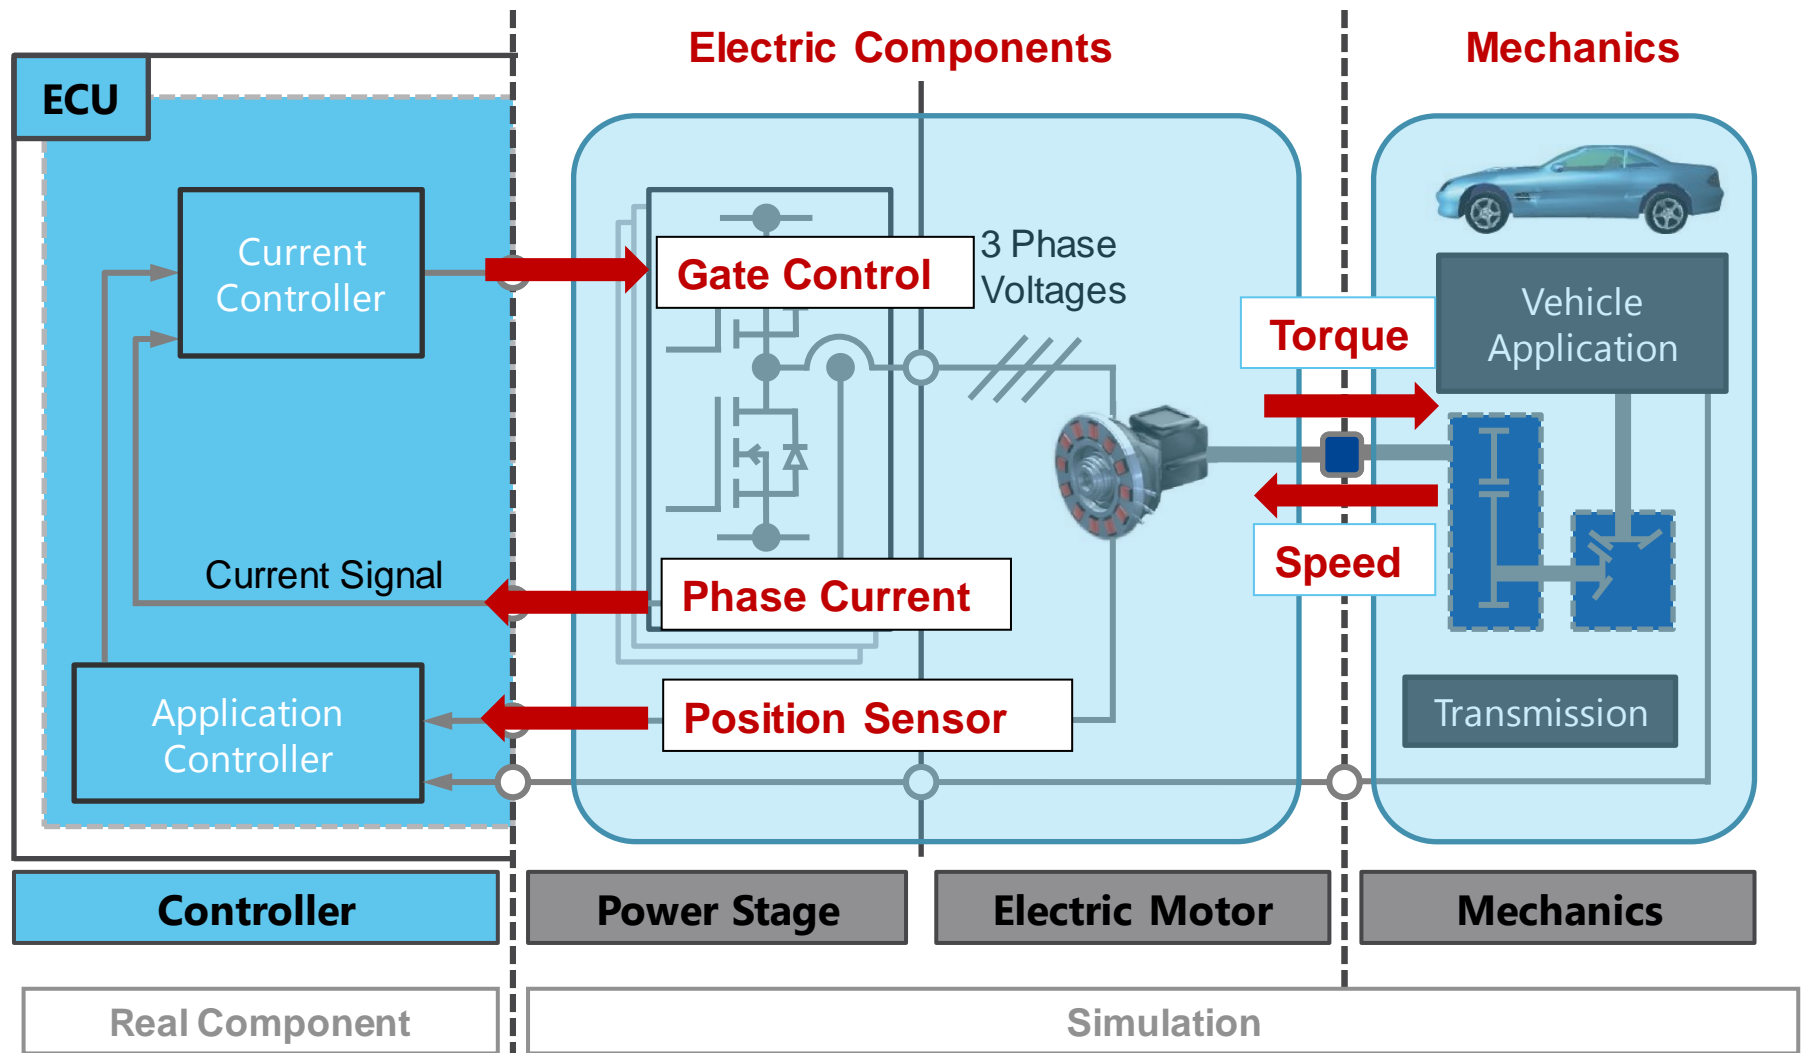 Electric Components
Mechanics
ECU
Current
Controller
Gate Control
3 Phase
Voltages
Torque
Vehicle
Application
Current Signal
Phase Current
Speed
Application
Controller
Position Sensor
Transmission
Controller
Power Stage
Electric Motor
Mechanics
Real Component
Simulation